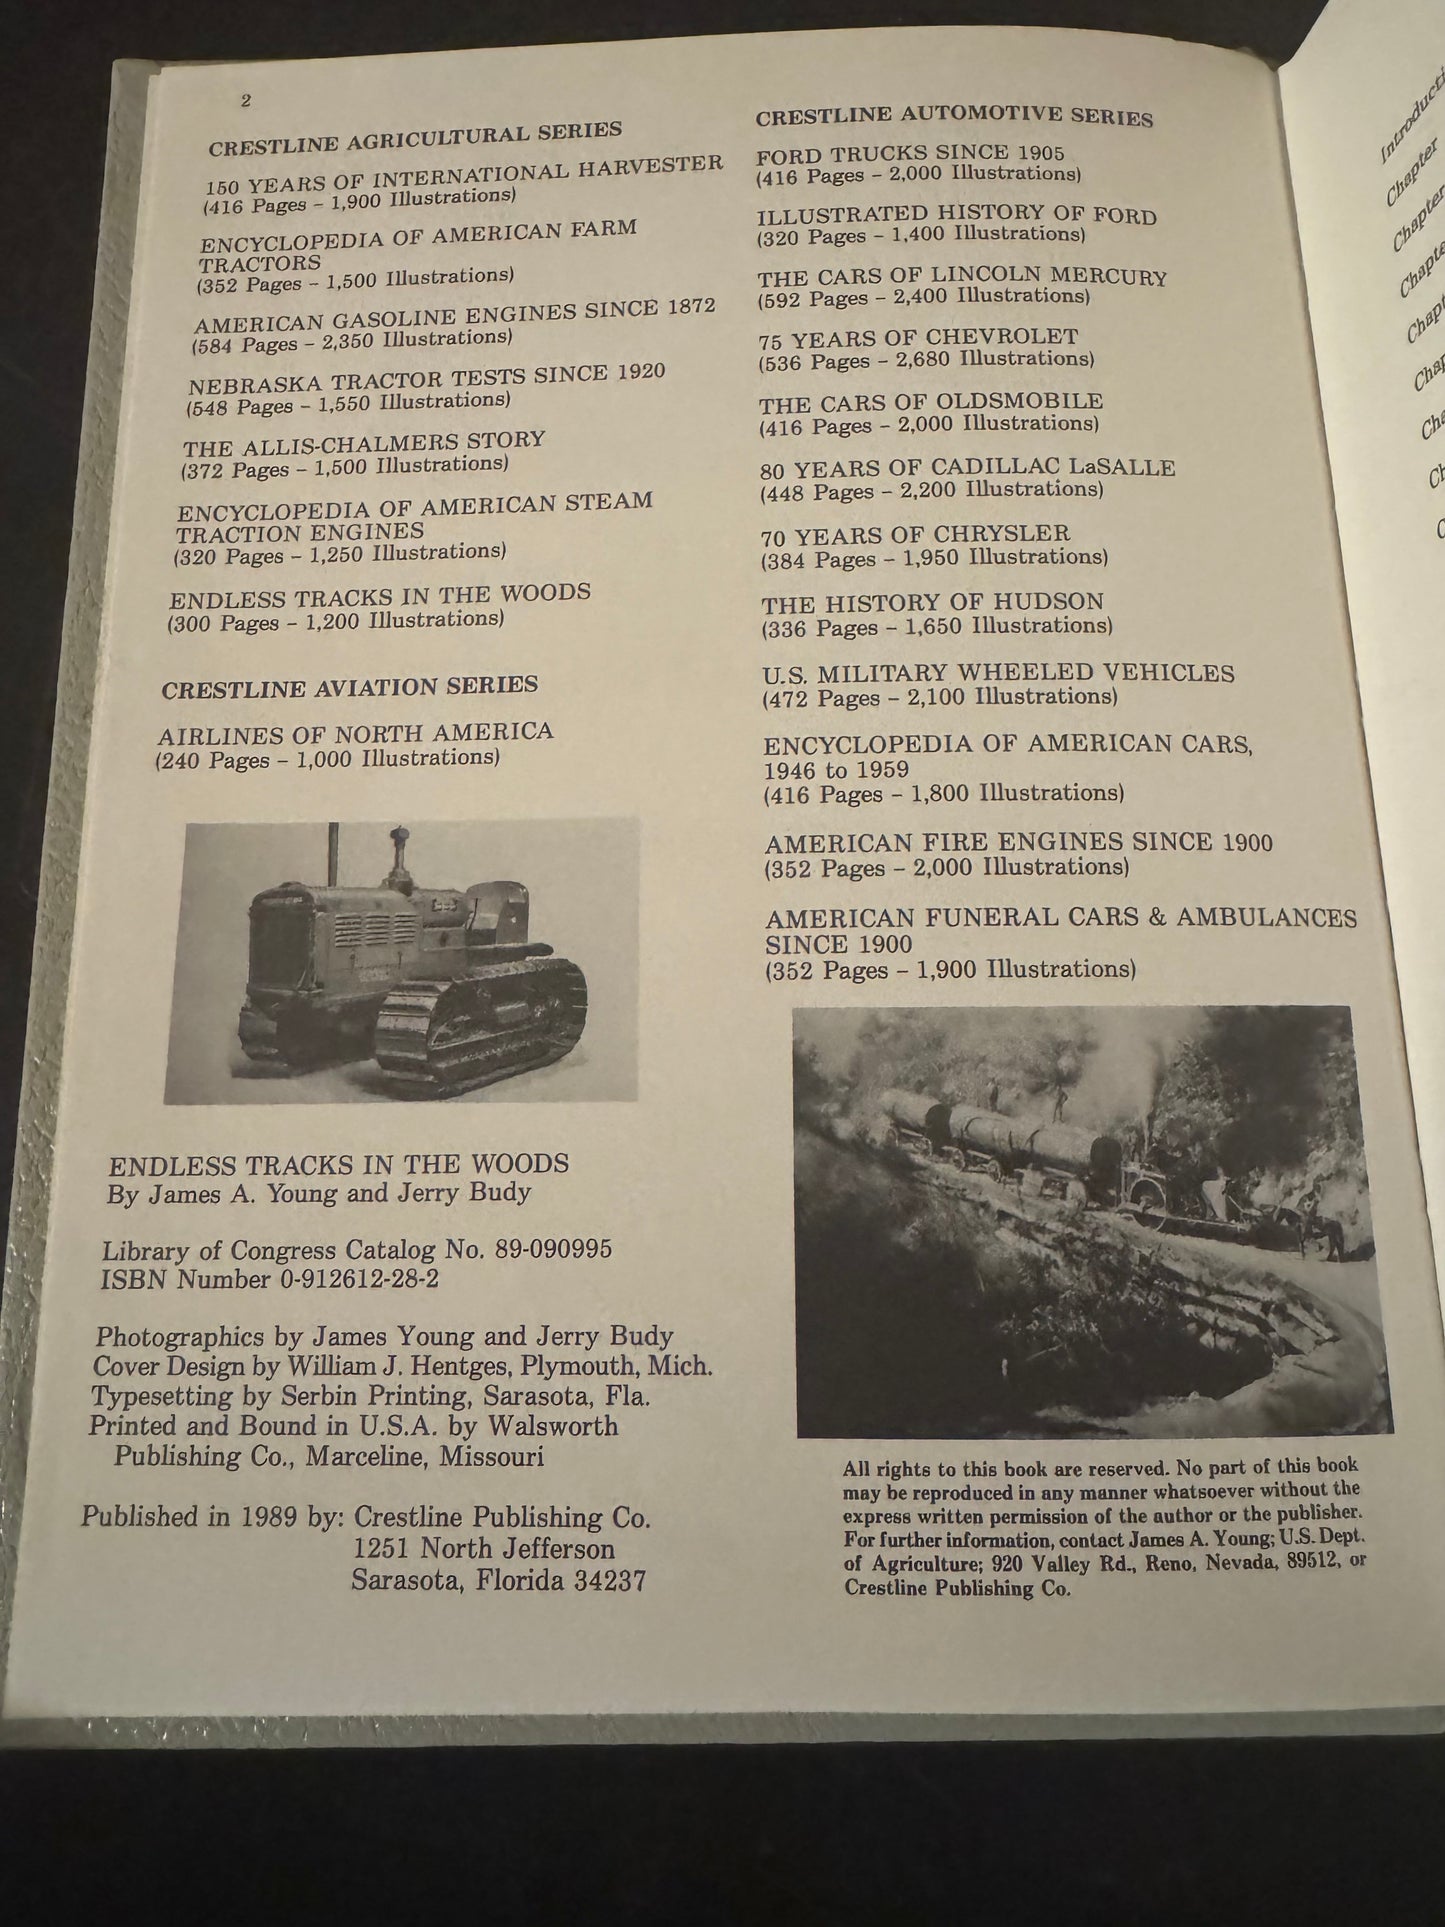 2
CRESTLINE AGRICULTURAL SERIES
150 YEARS OF INTERNATIONAL HARVESTER
(416 Pages – 1,900 Illustrations)
ENCYCLOPEDIA OF AMERICAN FARM
TRACTORS
(352 Pages – 1,500 Illustrations)
AMERICAN GASOLINE ENGINES SINCE 1872
(584 Pages – 2,350 Illustrations)
NEBRASKA TRACTOR TESTS SINCE 1920
(548 Pages – 1,550 Illustrations)
THE ALLIS-CHALMERS STORY
(372 Pages – 1,500 Illustrations)
ENCYCLOPEDIA OF AMERICAN STEAM
TRACTION ENGINES
(320 Pages – 1,250 Illustrations)
ENDLESS TRACKS IN THE WOODS
(300 Pages – 1,200 Illustrations)
CRESTLINE AVIATION SERIES
AIRLINES OF NORTH AMERICA
(240 Pages – 1,000 Illustrations)
ENDLESS TRACKS IN THE WOODS
By James A. Young and Jerry Budy
Library of Congress Catalog No. 89-090995
ISBN Number 0-912612-28-2
Photographics by James Young and Jerry Budy
Cover Design by William J. Hentges, Plymouth, Mich.
Typesetting by Serbin Printing, Sarasota, Fla.
Printed and Bound in U.S.A. by Walsworth
Publishing Co., Marceline, Missouri
Published in 1989 by: Crestline Publishing Co.
1251 North Jefferson
Sarasota, Florida 34237
CRESTLINE AUTOMOTIVE SERIES
FORD TRUCKS SINCE 1905
(416 Pages – 2,000 Illustrations)
ILLUSTRATED HISTORY OF FORD
(320 Pages – 1,400 Illustrations)
THE CARS OF LINCOLN MERCURY
(592 Pages – 2,400 Illustrations)
75 YEARS OF CHEVROLET
(536 Pages – 2,680 Illustrations)
THE CARS OF OLDSMOBILE
(416 Pages – 2,000 Illustrations)
80 YEARS OF CADILLAC LaSALLE
(448 Pages – 2,200 Illustrations)
70 YEARS OF CHRYSLER
(384 Pages – 1,950 Illustrations)
THE HISTORY OF HUDSON
(336 Pages – 1,650 Illustrations)
U.S. MILITARY WHEELED VEHICLES
(472 Pages – 2,100 Illustrations)
ENCYCLOPEDIA OF AMERICAN CARS,
1946 to 1959
(416 Pages – 1,800 Illustrations)
AMERICAN FIRE ENGINES SINCE 1900
(352 Pages – 2,000 Illustrations)
AMERICAN FUNERAL CARS & AMBULANCES
SINCE 1900
(352 Pages – 1,900 Illustrations)
All rights to this book are reserved. No part of this book
may be reproduced in any manner whatsoever without the
express written permission of the author or the publisher.
For further information, contact James A. Young; U.S. Dept.
of Agriculture; 920 Valley Rd., Reno, Nevada, 89512, or
Crestline Publishing Co.
Chapter
Chapter